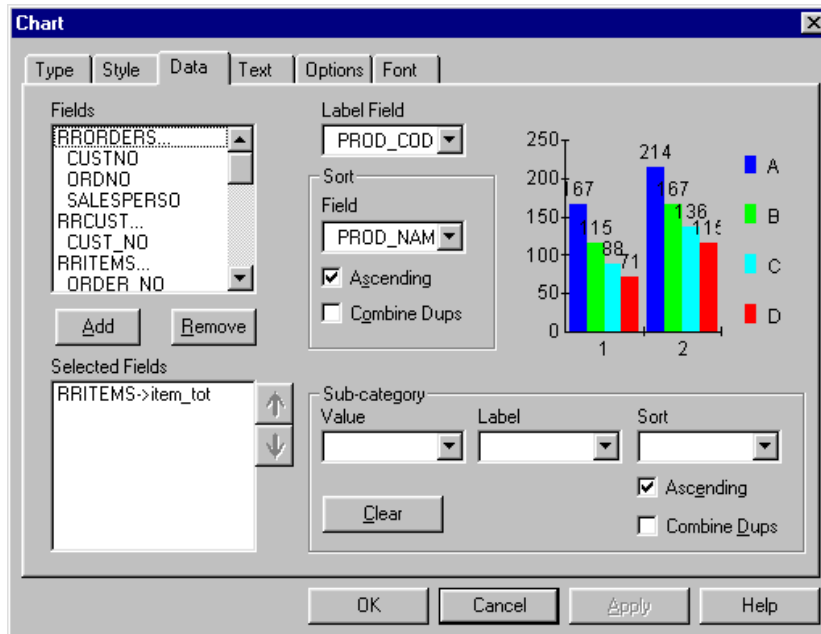 Chart
Type Style Data Text Options Font
Fields
RRORDERS...
CUSTNO
ORDNO
SALESPERSO
RRCUST...
CUST_NO
RRITEMS...
ORDER_NO
Add Remove
Selected Fields
RRITEMS->item_tot
Label Field
PROD_COD
Sort
Field
PROD_NAM
Ascending
Combine Dups
250
200
150
100
50
0
167
115
88
71
214
167
136
115
1 2
A
B
C
D
Sub-category
Value Label Sort
Ascending
Clear
Combine Dups
OK Cancel Apply Help